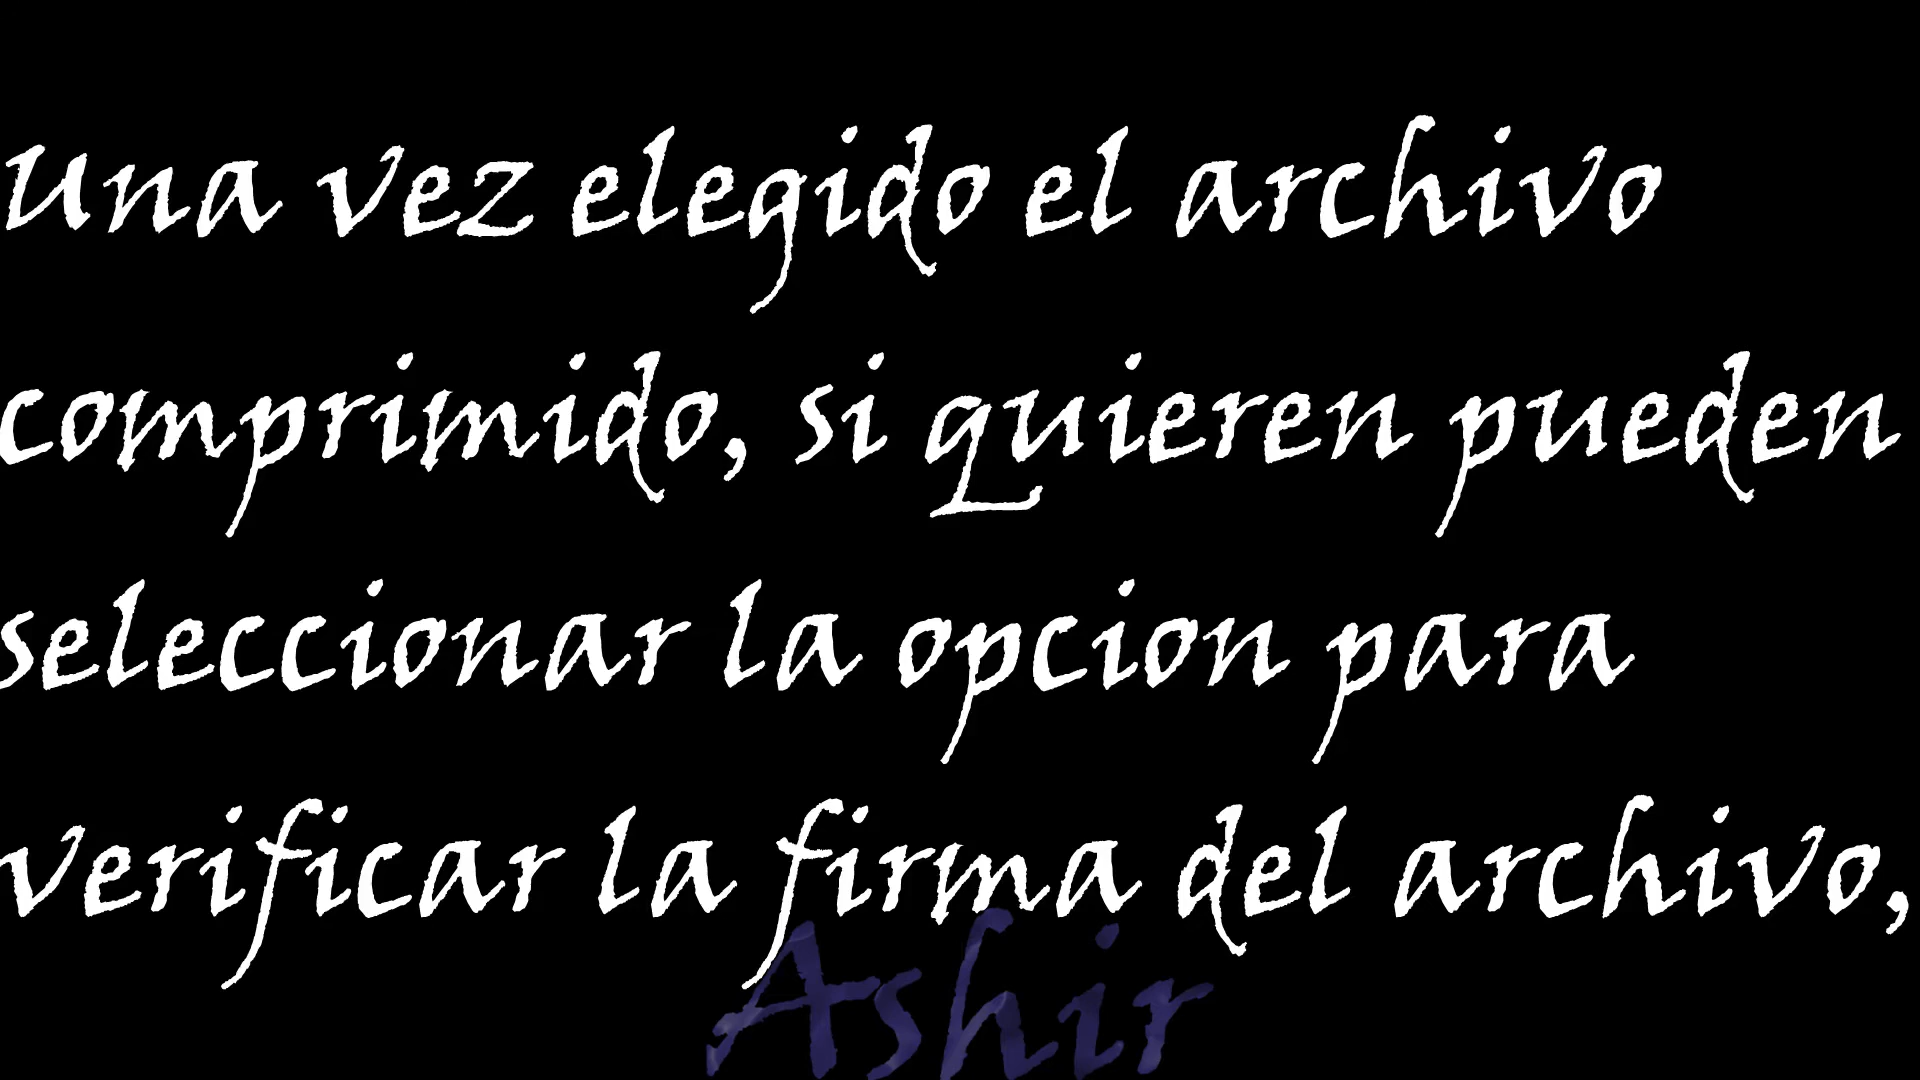 Una vez elegido el archivo
comprimido, si quieren pueden
seleccionar la opcion para
verificar la firma del archivo,
Ashir